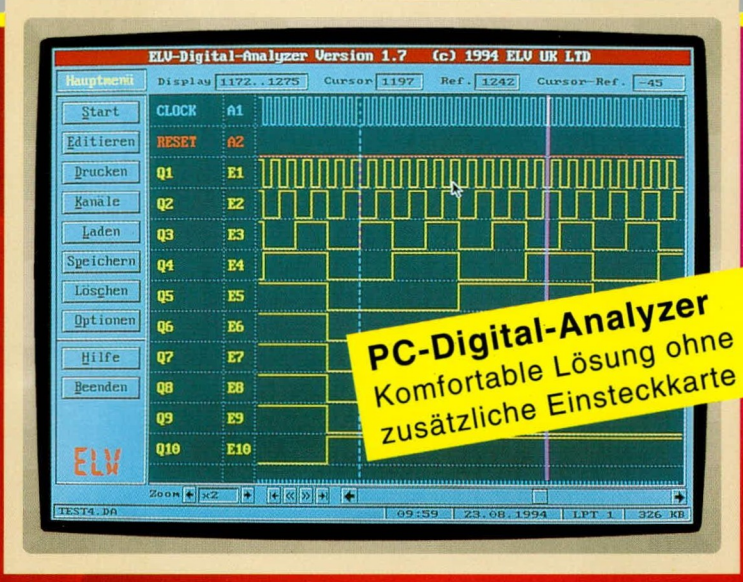 ELV-Digital-Analyzer Version 1.7 (c) 1994 ELV UK LTD
Hauptmenü Display 1172..1275 Cursor 1197 Ref. 1242 Cursor-Ref. -45
Start
Editieren
Drucken
Kanäle
Laden
Speichern
Löschen
Optionen
Hilfe
Beenden
ELV
CLOCK A1
RESET A2
Q1 E1
Q2 E2
Q3 E3
Q4 E4
Q5 E5
Q6 E6
Q7 E7
Q8 E8
Q9 E9
Q10 E10
PC-Digital-Analyzer
Komfortable Lösung ohne
zusätzliche Einsteckkarte
Zoom x2
TEST4.DA 09:59 23.08.1994 LPT 1 326 KB